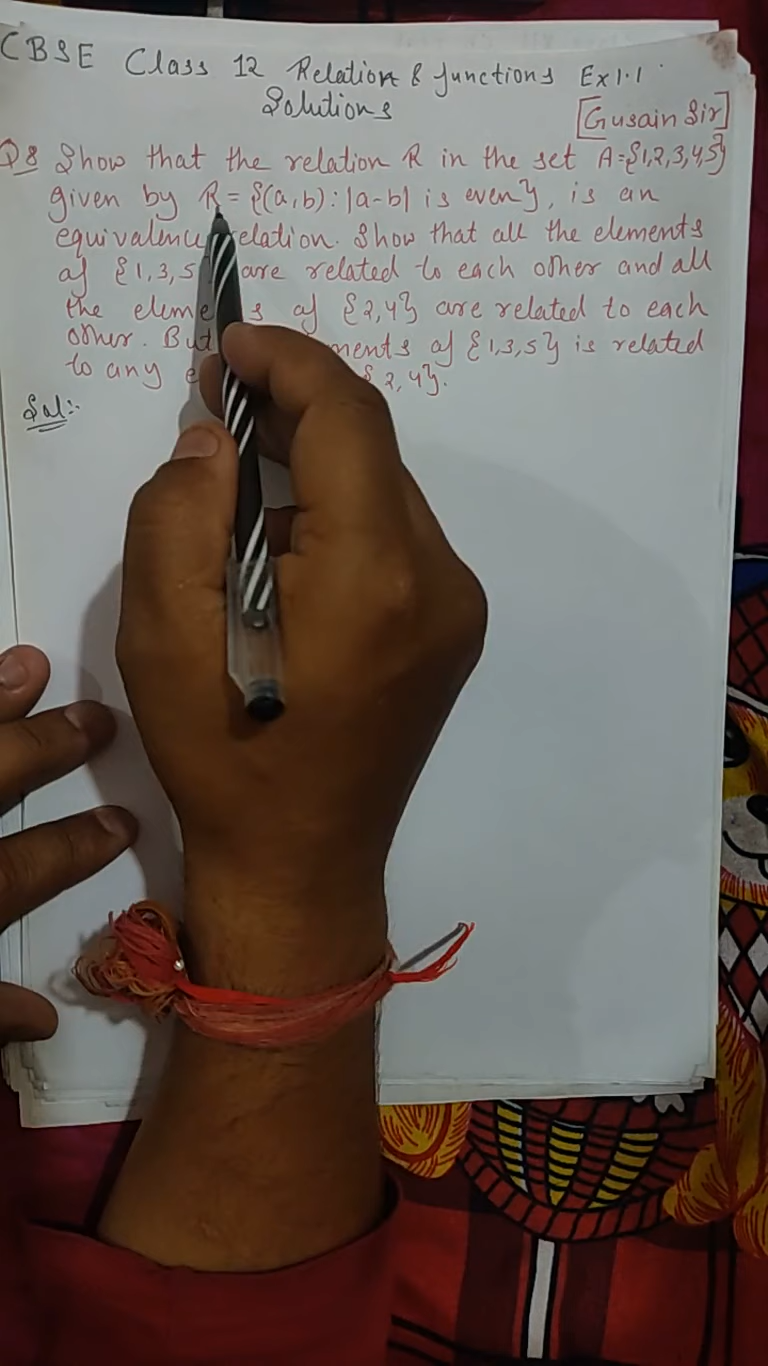 CBSE Class 12 Relation & functions Ex 1.1
Solutions
[Gusain Sir]
Q8 Show that the relation R in the set A={1,2,3,4,5}
given by R = {(a,b) : |a-b| is even}, is an
equivalence relation. Show that all the elements
of {1,3,5 are related to each other and all
the eleme s of {2,4} are related to each
other. But ments of {1,3,5} is related
to any e { 2,4}.
Sol:-